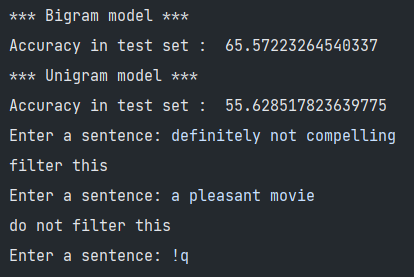 *** Bigram model ***
Accuracy in test set :  65.57223264540337
*** Unigram model ***
Accuracy in test set :  55.628517823639775
Enter a sentence: definitely not compelling
filter this
Enter a sentence: a pleasant movie
do not filter this
Enter a sentence: !q